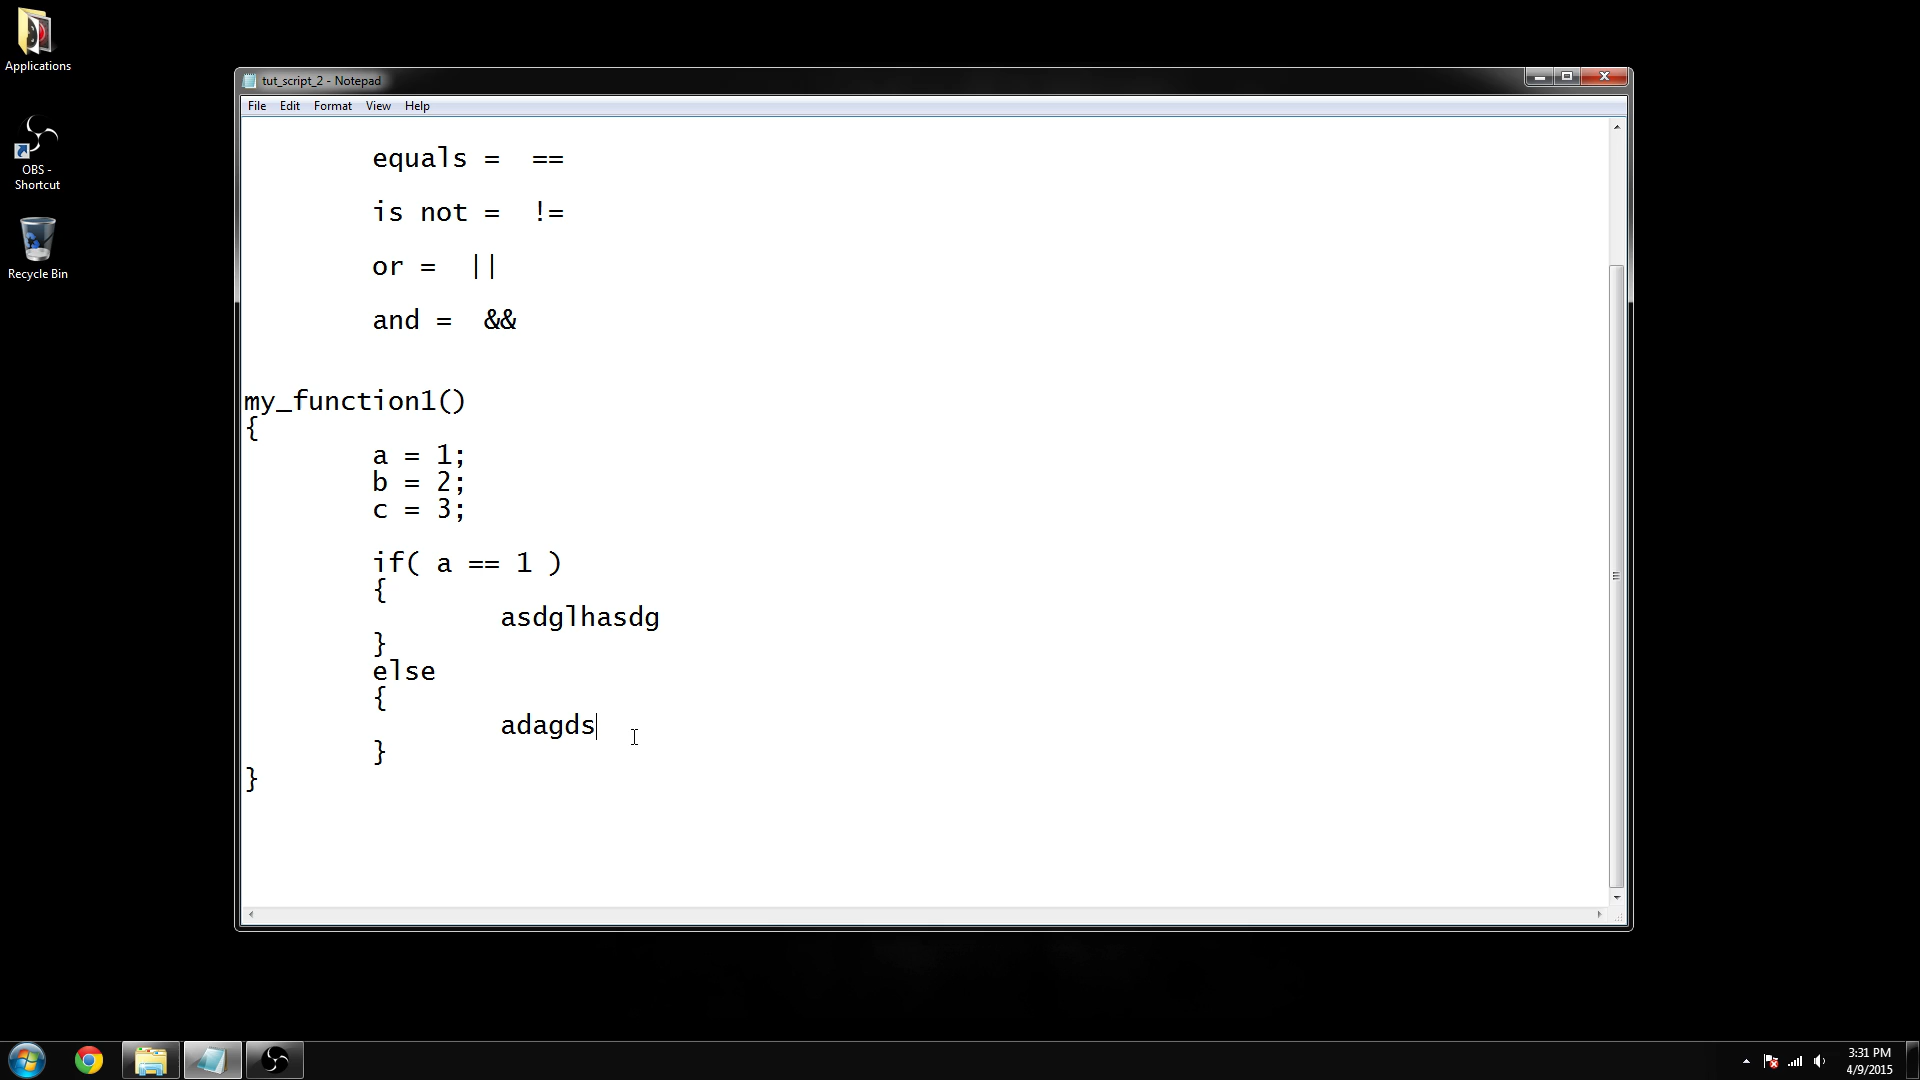 Applications
OBS -
Shortcut
Recycle Bin
tut_script_2 - Notepad
File Edit Format View Help
equals =  ==
is not =  !=
or =  ||
and =  &&
my_function1()
{
a = 1;
b = 2;
c = 3;
if( a == 1 )
{
asdglhasdg
}
else
{
adagds
}
}
3:31 PM
4/9/2015